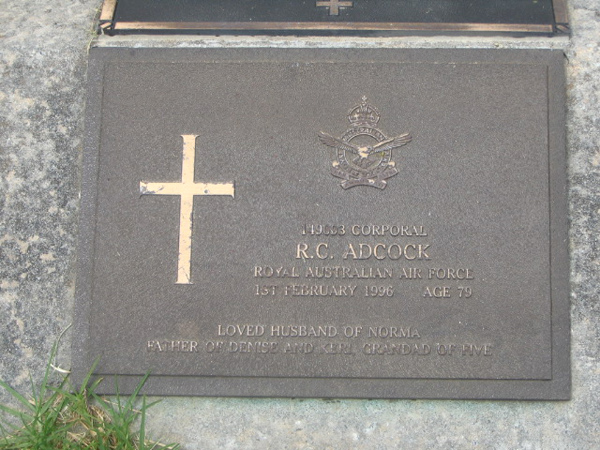 CORPORAL
R.C. ADCOCK
ROYAL AUSTRALIAN AIR FORCE
1ST FEBRUARY 1996 AGE 79
LOVED HUSBAND OF NORMA
FATHER OF DENISE AND KERI. GRANDAD OF FIVE